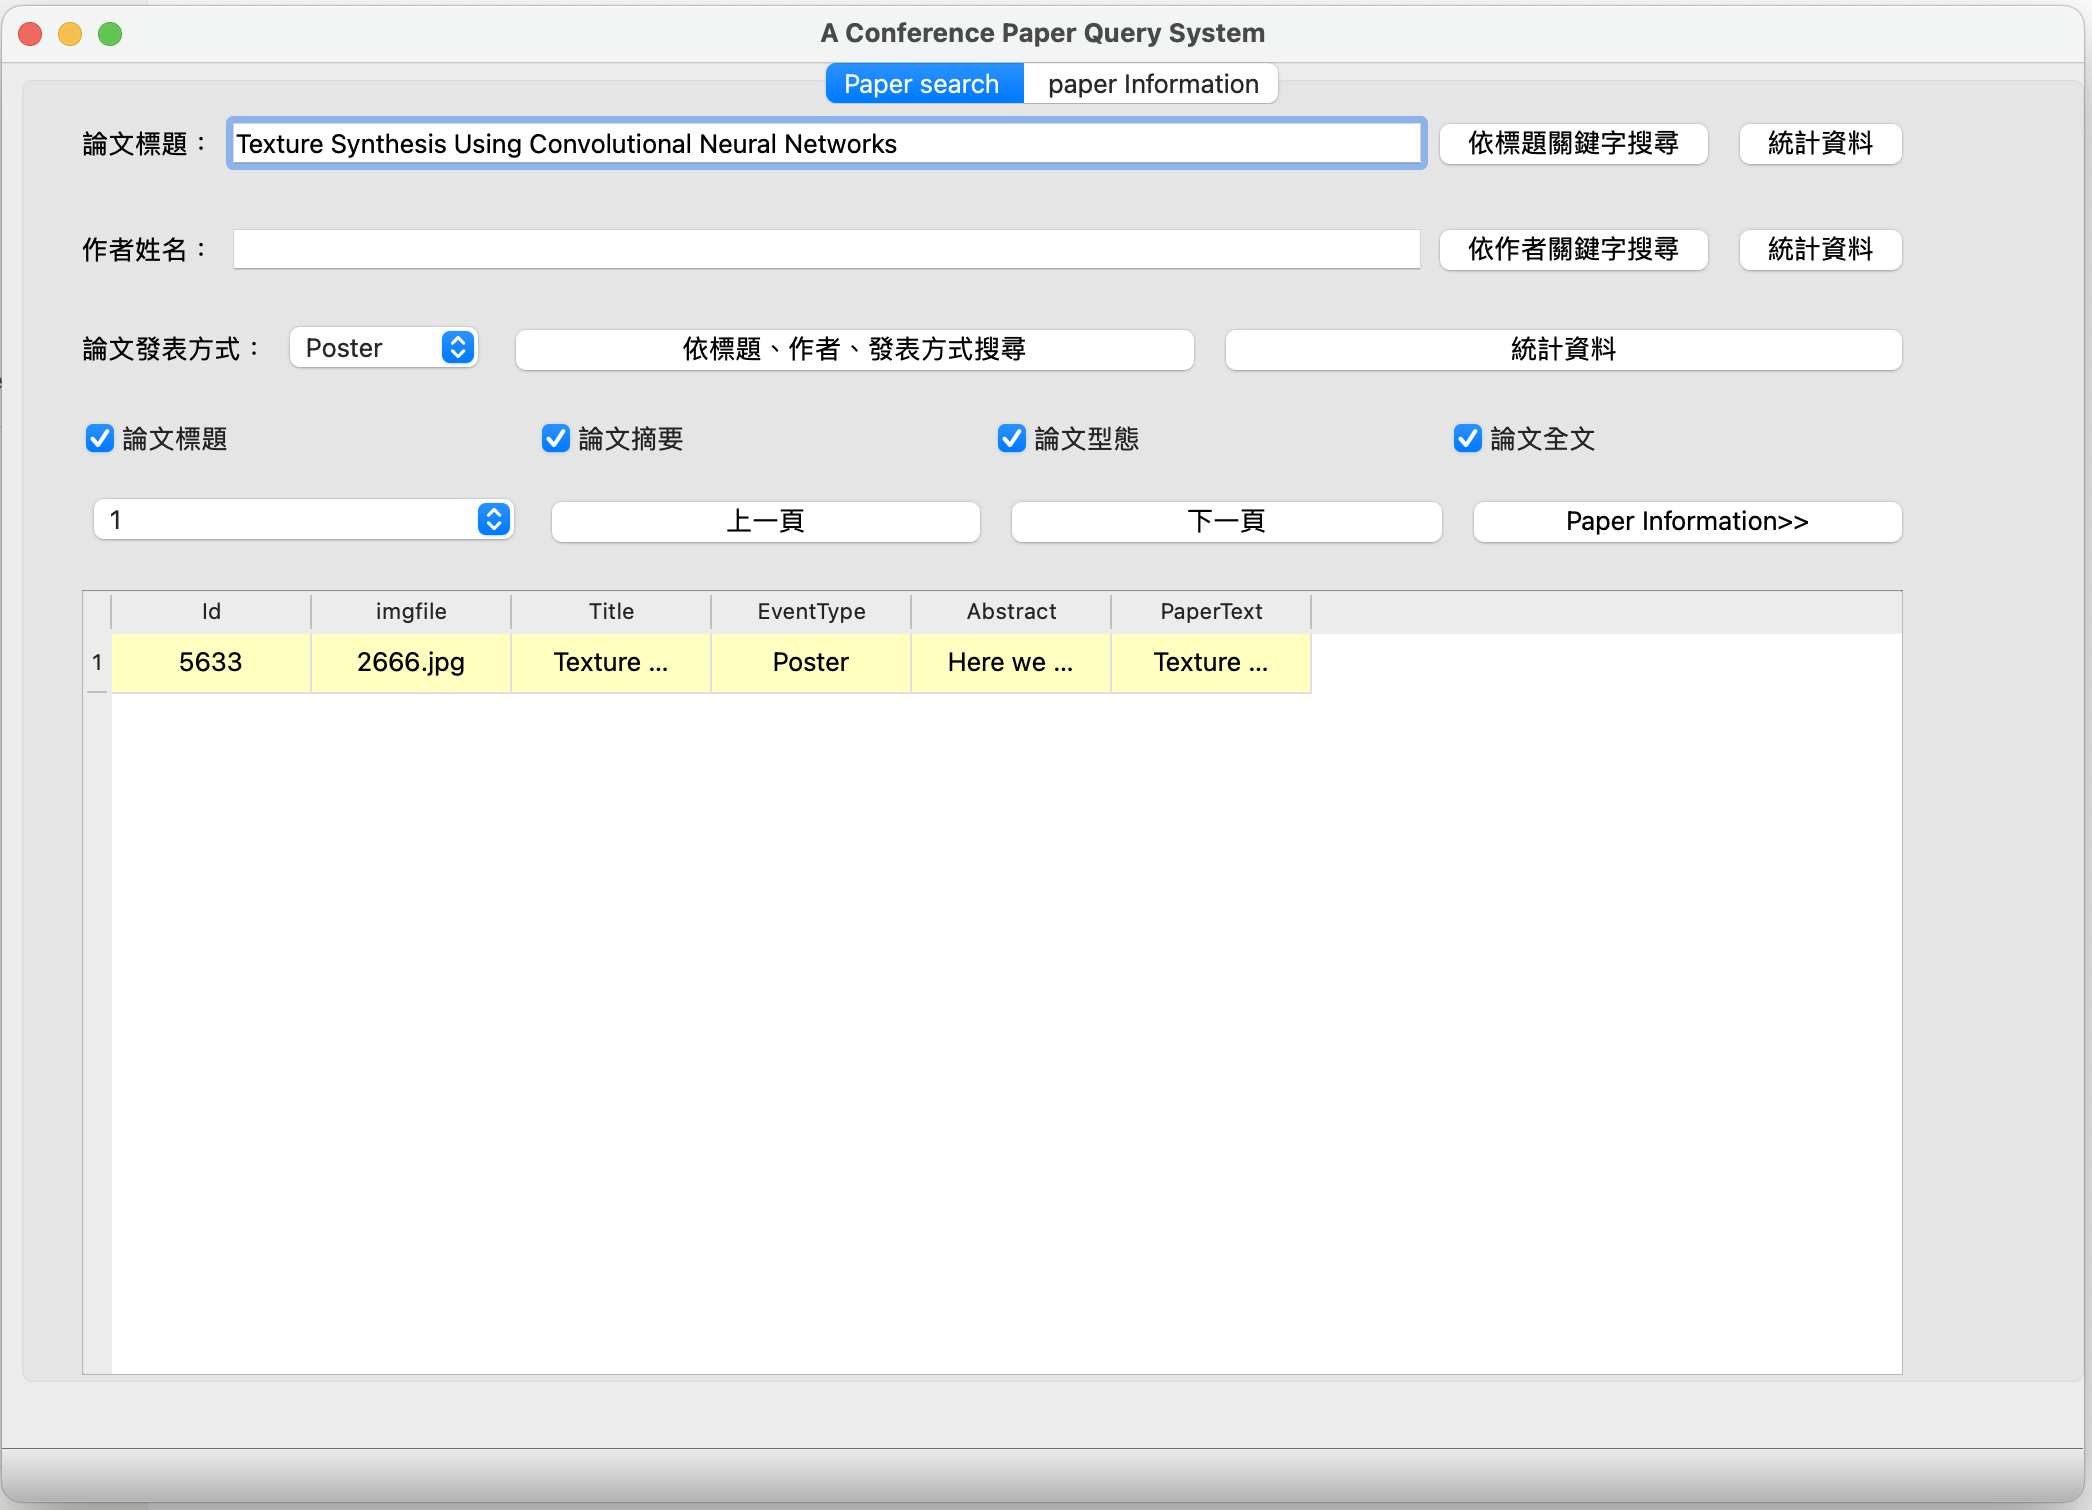 A Conference Paper Query System
Paper search paper Information
論文標題： Texture Synthesis Using Convolutional Neural Networks 依標題關鍵字搜尋 統計資料
作者姓名： 依作者關鍵字搜尋 統計資料
論文發表方式： Poster 依標題、作者、發表方式搜尋 統計資料
論文標題 論文摘要 論文型態 論文全文
1 上一頁 下一頁 Paper Information>>
Id imgfile Title EventType Abstract PaperText
1 5633 2666.jpg Texture ... Poster Here we ... Texture ...